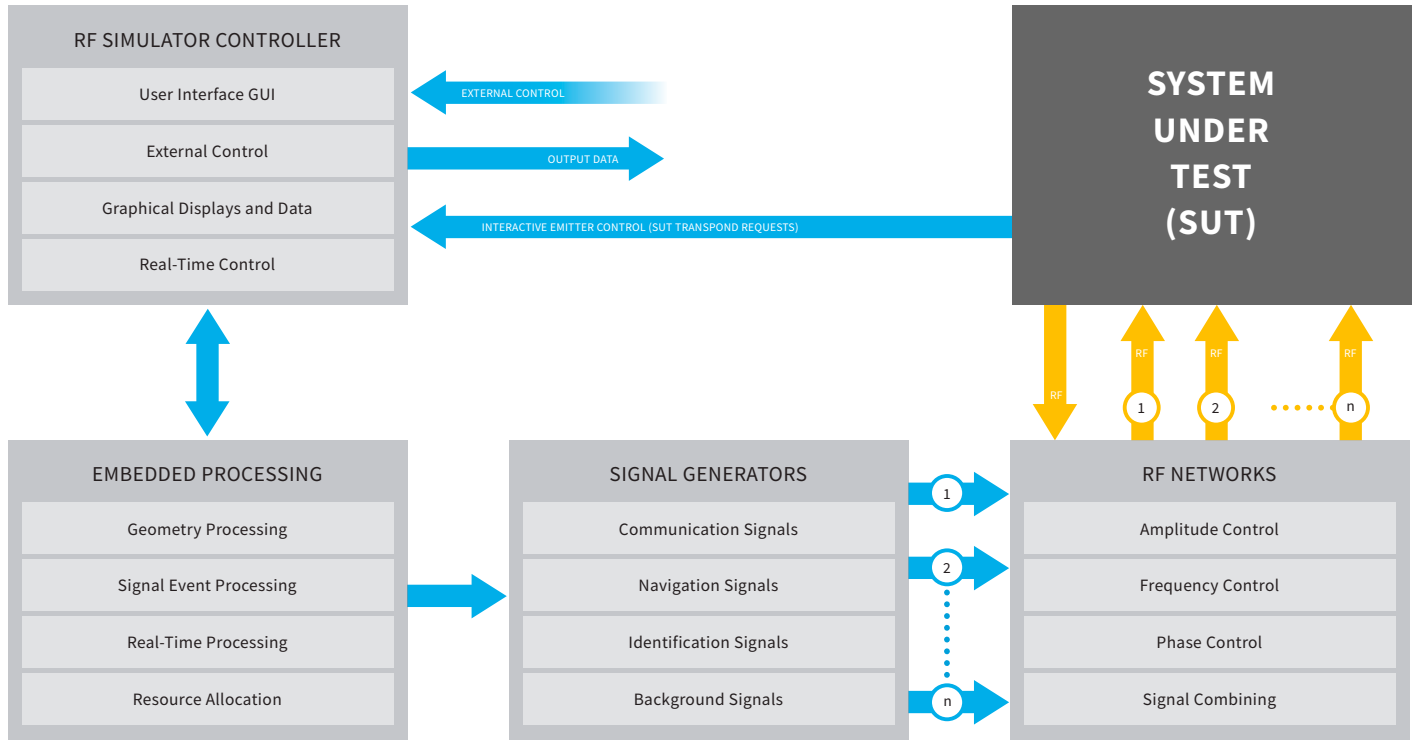 RF SIMULATOR CONTROLLER
User Interface GUI
External Control
Graphical Displays and Data
Real-Time Control
EXTERNAL CONTROL
OUTPUT DATA
INTERACTIVE EMITTER CONTROL (SUT TRANSPOND REQUESTS)
SYSTEM
UNDER
TEST
(SUT)
RF
RF
RF
RF
1
2
n
EMBEDDED PROCESSING
Geometry Processing
Signal Event Processing
Real-Time Processing
Resource Allocation
SIGNAL GENERATORS
Communication Signals
Navigation Signals
Identification Signals
Background Signals
1
2
n
RF NETWORKS
Amplitude Control
Frequency Control
Phase Control
Signal Combining